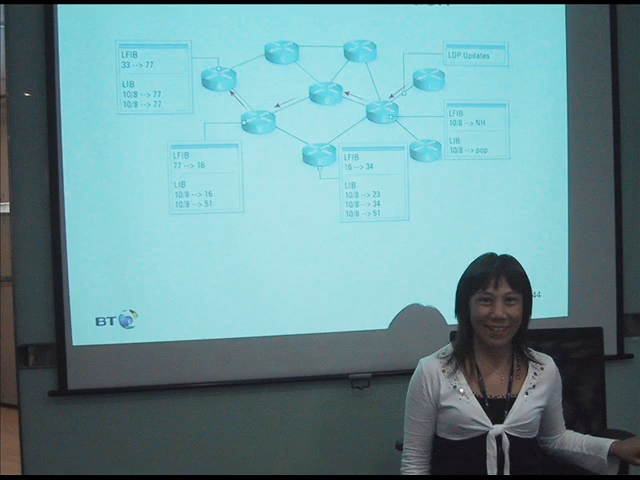 LFIB
33 --> 77
LIB
10/8 --> 77
10/8 --> 77
LDP Updates
LFIB
10/8 --> NH
LIB
10/8 --> pop
LFIB
77 --> 16
LIB
10/8 --> 16
10/8 --> 51
LFIB
16 --> 34
LIB
10/8 --> 23
10/8 --> 34
10/8 --> 51
BT
44